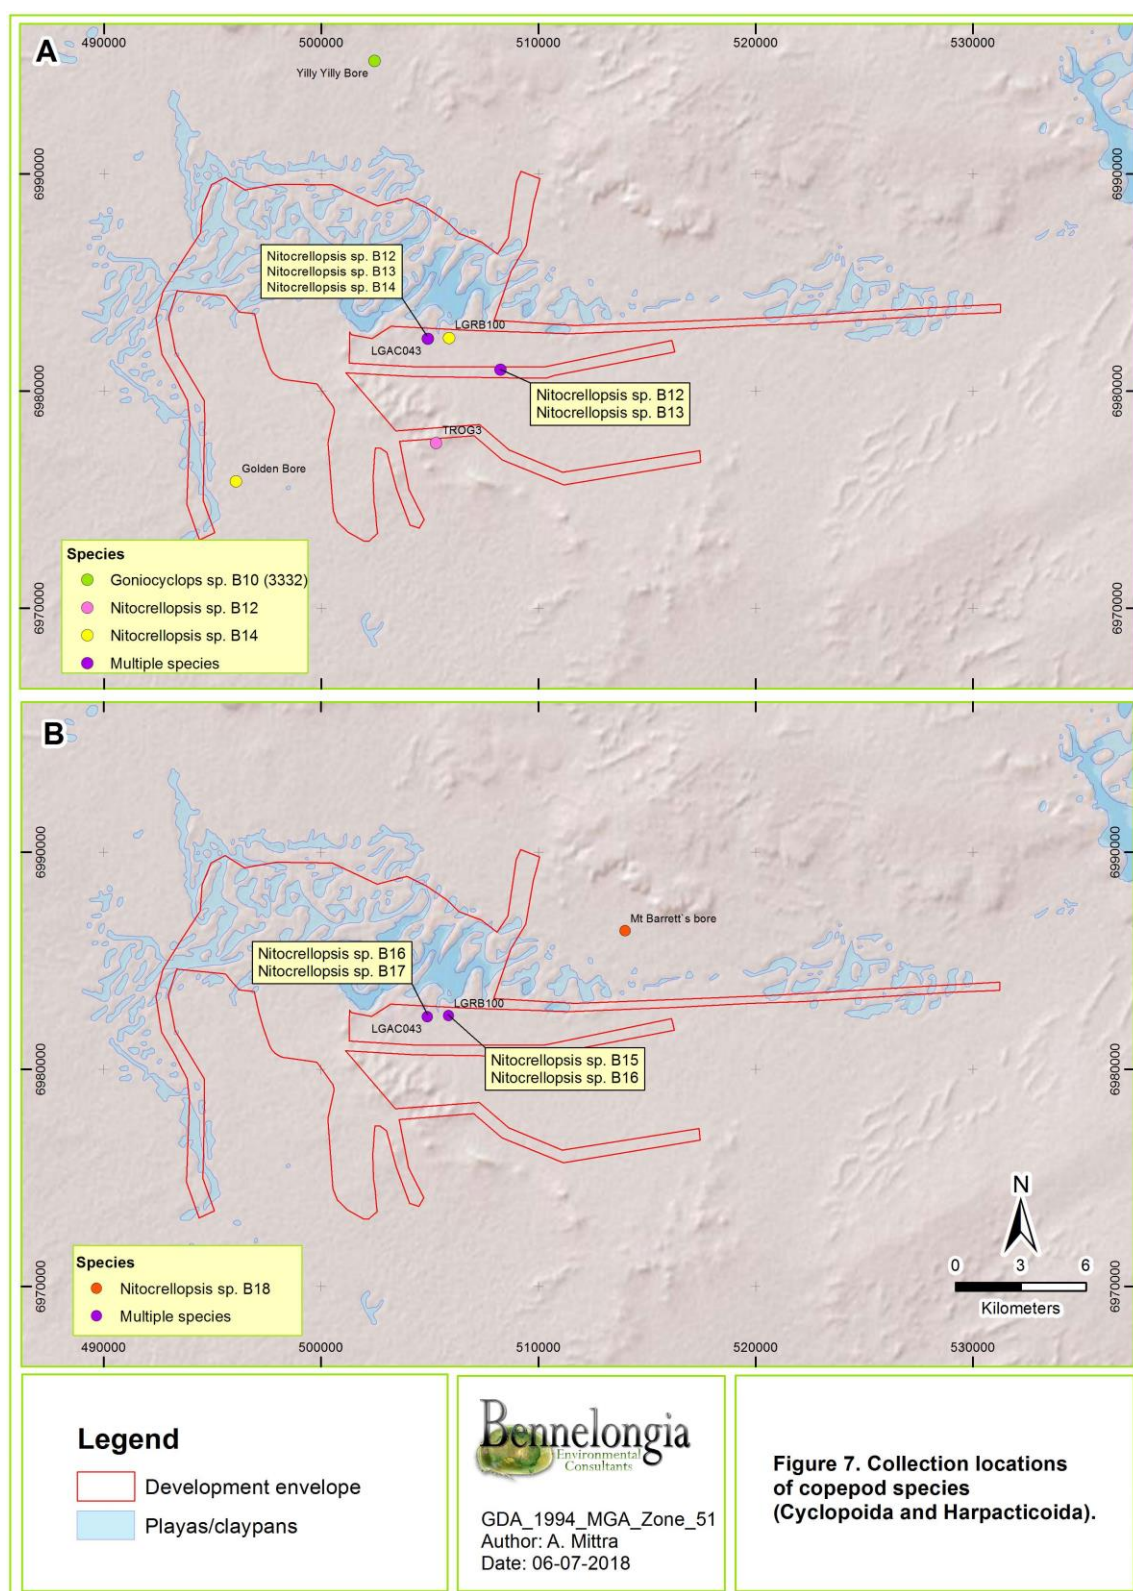 A
490000
500000
510000
520000
530000
Yilly Yilly Bore
6990000
6990000
Nitocrellopsis sp. B12
Nitocrellopsis sp. B13
Nitocrellopsis sp. B14
LGRB100
LGAC043
6980000
6980000
Nitocrellopsis sp. B12
Nitocrellopsis sp. B13
TROG3
Golden Bore
Species
Goniocyclops sp. B10 (3332)
Nitocrellopsis sp. B12
Nitocrellopsis sp. B14
Multiple species
6970000
6970000
B
6990000
6990000
Mt Barrett`s bore
Nitocrellopsis sp. B16
Nitocrellopsis sp. B17
LGRB100
LGAC043
Nitocrellopsis sp. B15
Nitocrellopsis sp. B16
6980000
6980000
N
0 3 6
Kilometers
Species
Nitocrellopsis sp. B18
Multiple species
6970000
6970000
490000
500000
510000
520000
530000
Legend
Development envelope
Playas/claypans
Bennelongia
Environmental
Consultants
GDA_1994_MGA_Zone_51
Author: A. Mittra
Date: 06-07-2018
Figure 7. Collection locations
of copepod species
(Cyclopoida and Harpacticoida).